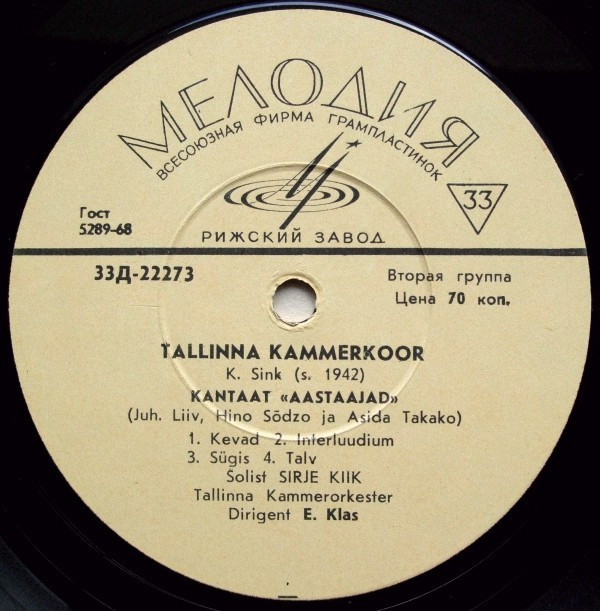 МЕЛОДИЯ
ВСЕСОЮЗНАЯ ФИРМА ГРАМПЛАСТИНОК
33
РИЖСКИЙ ЗАВОД
Гост
5289-68
33Д-22273
Вторая группа
Цена 70 коп.
TALLINNA KAMMERKOOR
K. Sink (s. 1942)
KANTAAT «AASTAAJAD»
(Juh. Liiv, Hino Sõdzo ja Asida Takako)
1. Kevad 2. Interluudium
3. Sügis 4. Talv
Šolist SIRJE KIIK
Tallinna Kammerorkester
Dirigent E. Klas